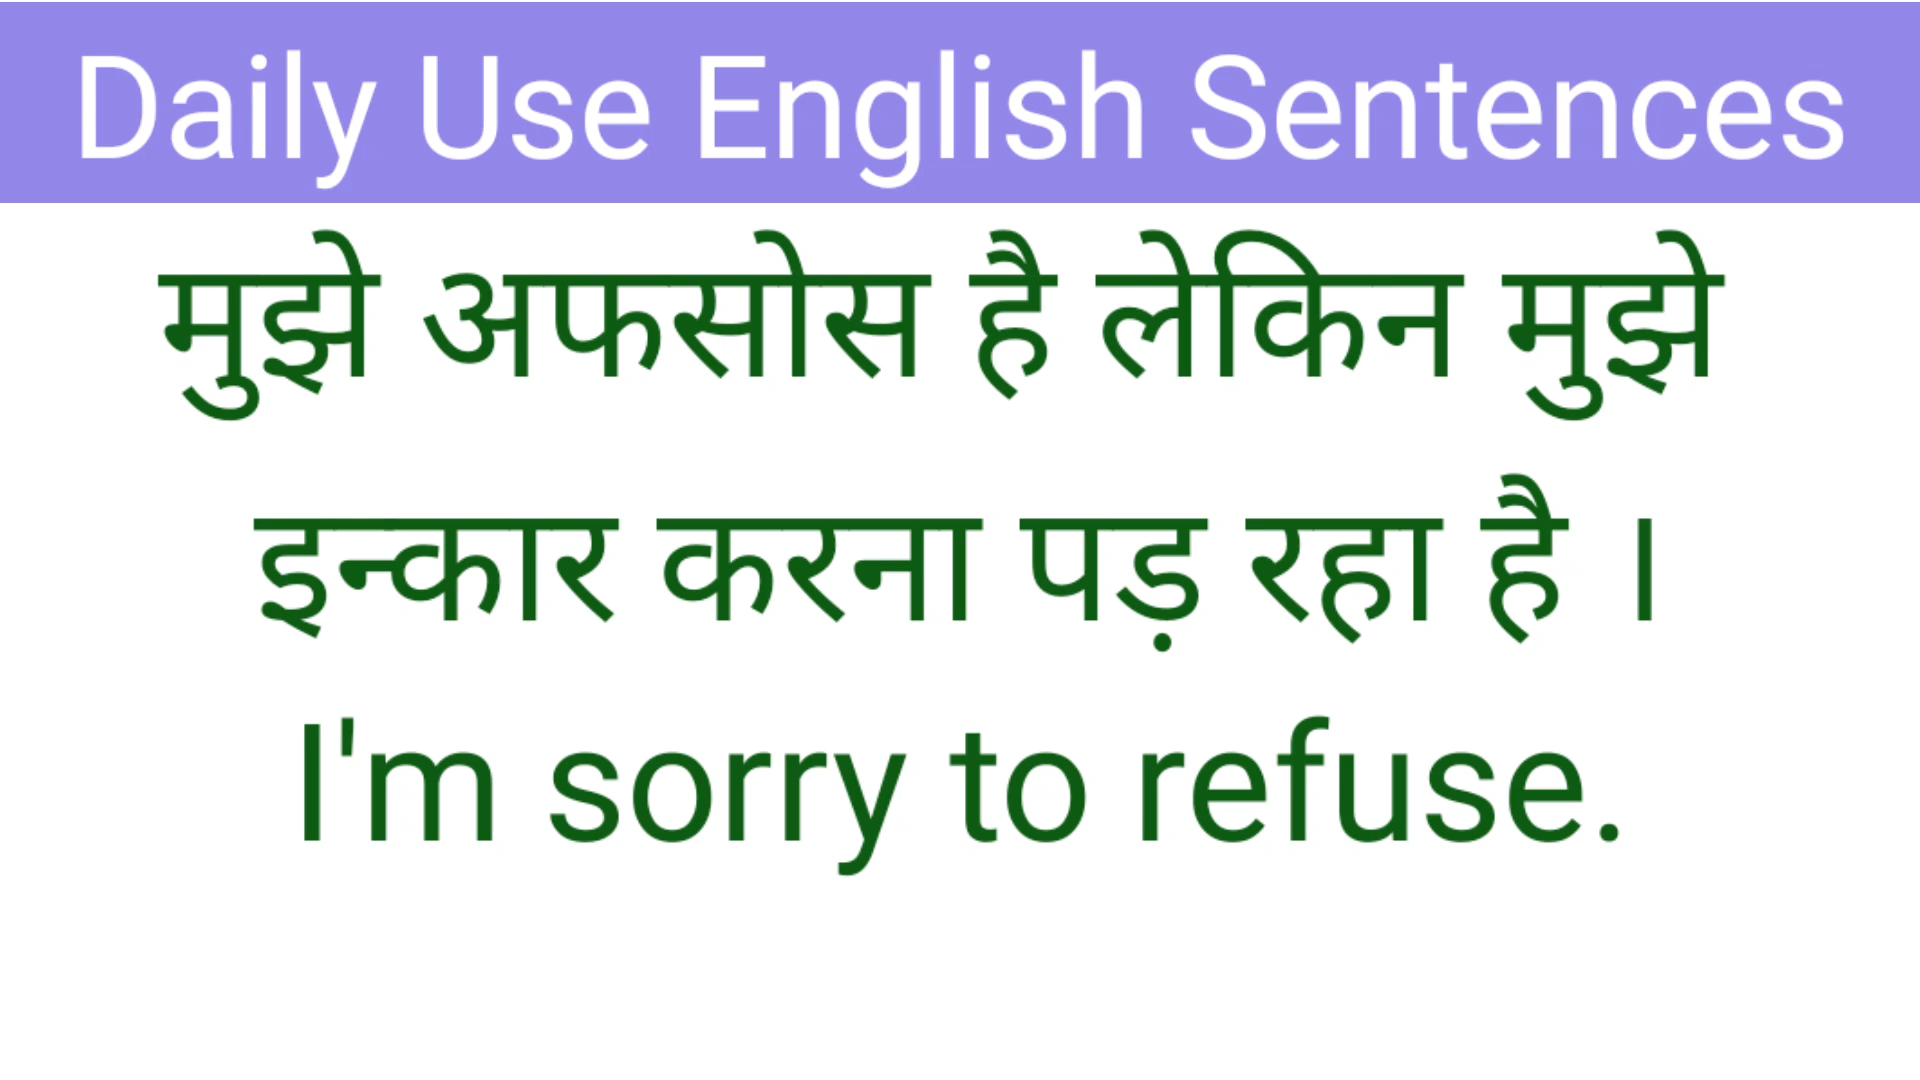 Daily Use English Sentences
मुझे अफसोस है लेकिन मुझे
इन्कार करना पड़ रहा है ।
I'm sorry to refuse.